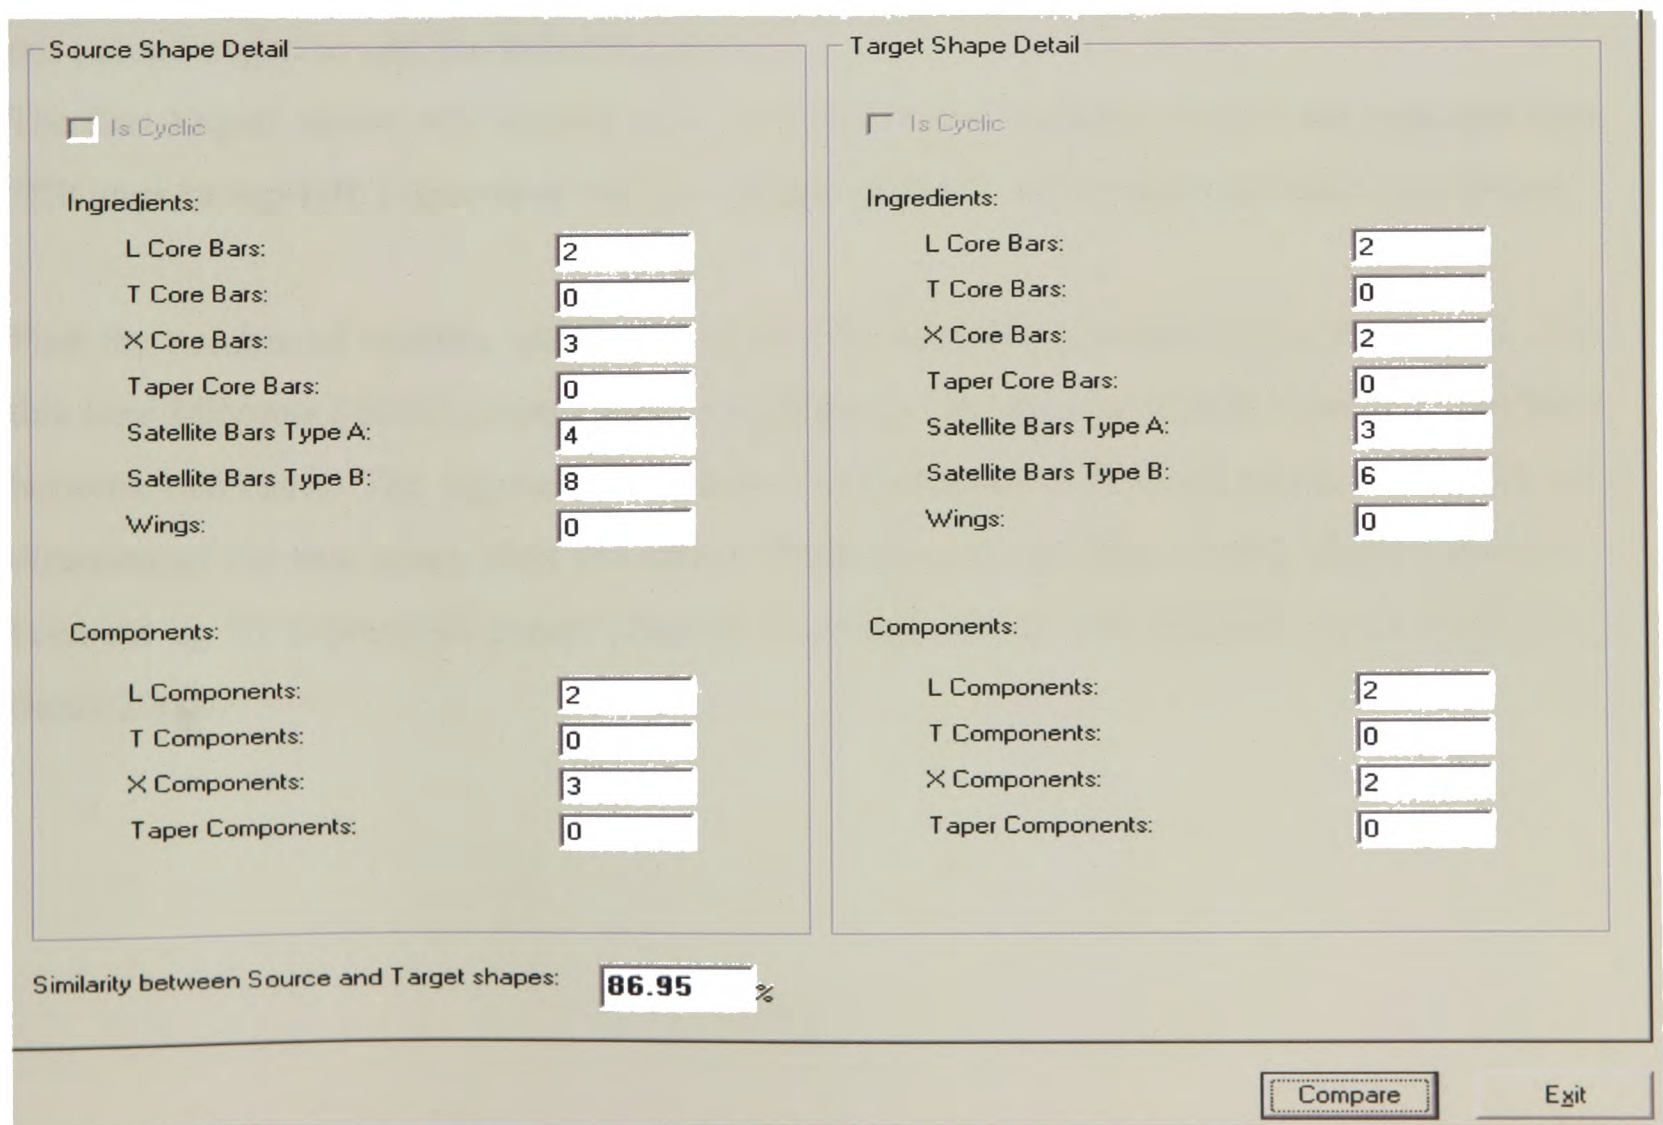 Source Shape Detail
Is Cyclic
Ingredients:
L Core Bars: 2
T Core Bars: 0
X Core Bars: 3
Taper Core Bars: 0
Satellite Bars Type A: 4
Satellite Bars Type B: 8
Wings: 0
Components:
L Components: 2
T Components: 0
X Components: 3
Taper Components: 0
Target Shape Detail
Is Cyclic
Ingredients:
L Core Bars: 2
T Core Bars: 0
X Core Bars: 2
Taper Core Bars: 0
Satellite Bars Type A: 3
Satellite Bars Type B: 6
Wings: 0
Components:
L Components: 2
T Components: 0
X Components: 2
Taper Components: 0
Similarity between Source and Target shapes: 86.95 %
Compare Exit